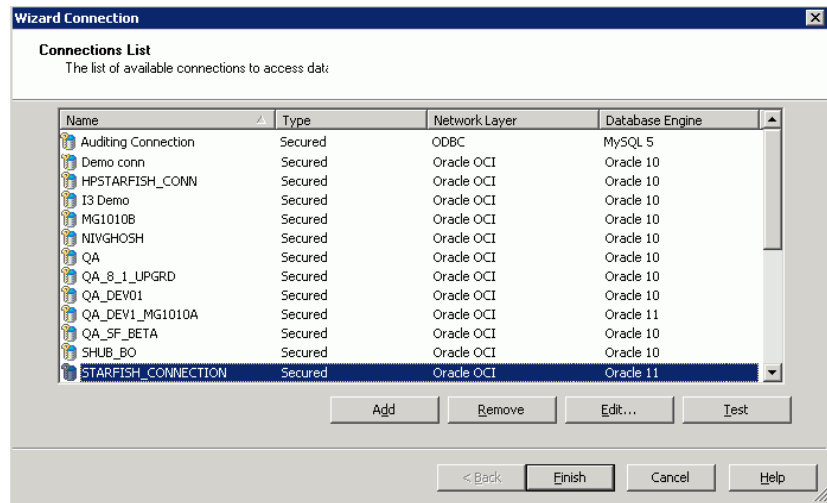 Wizard Connection
Connections List
The list of available connections to access data
Name Type Network Layer Database Engine
Auditing Connection Secured ODBC MySQL 5
Demo conn Secured Oracle OCI Oracle 10
HPSTARFISH_CONN Secured Oracle OCI Oracle 10
I3 Demo Secured Oracle OCI Oracle 10
MG1010B Secured Oracle OCI Oracle 10
NIVGHOSH Secured Oracle OCI Oracle 10
QA Secured Oracle OCI Oracle 10
QA_8_1_UPGRD Secured Oracle OCI Oracle 10
QA_DEV01 Secured Oracle OCI Oracle 10
QA_DEV1_MG1010A Secured Oracle OCI Oracle 11
QA_SF_BETA Secured Oracle OCI Oracle 10
SHUB_BO Secured Oracle OCI Oracle 10
STARFISH_CONNECTION Secured Oracle OCI Oracle 11
Add Remove Edit... Test
< Back Finish Cancel Help